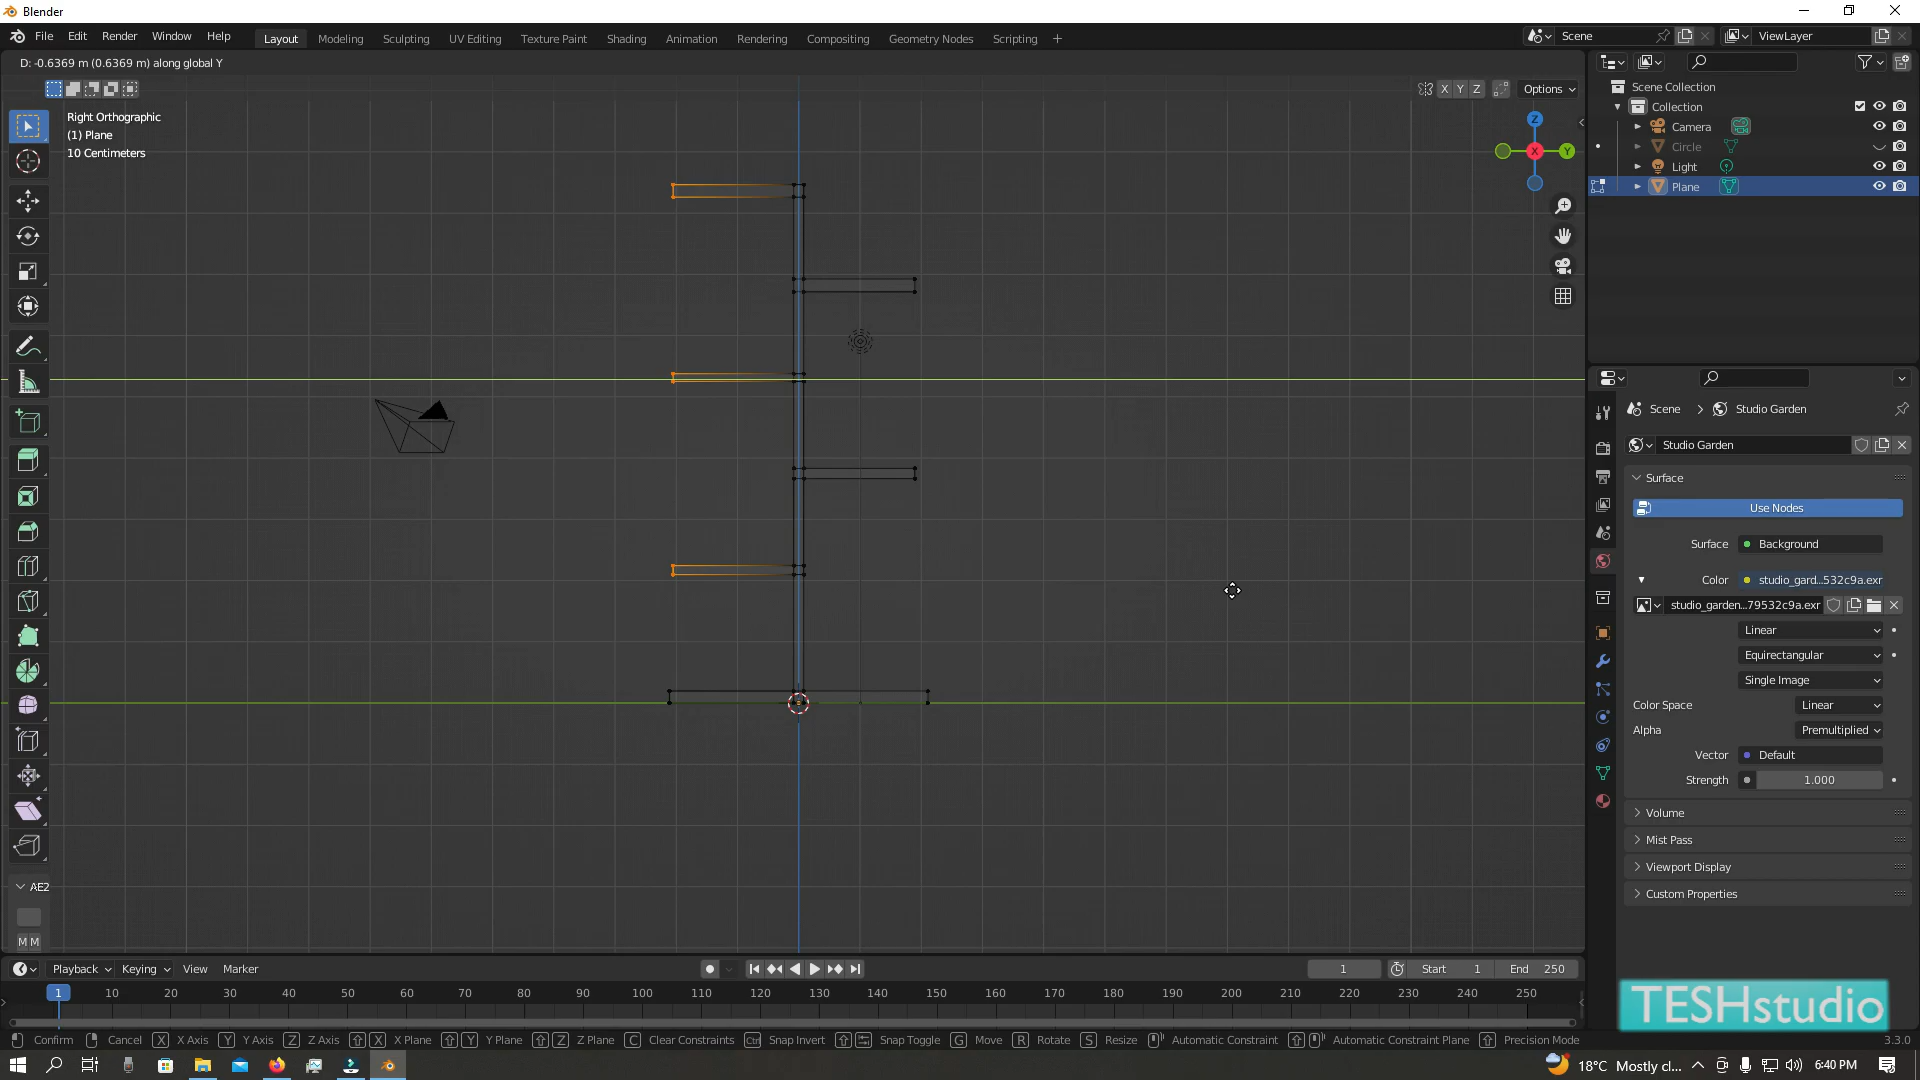 Blender
File Edit Render Window Help Layout Modeling Sculpting UV Editing Texture Paint Shading Animation Rendering Compositing Geometry Nodes Scripting + Scene ViewLayer
D: -0.6369 m (0.6369 m) along global Y
X Y Z Options
Right Orthographic
(1) Plane
10 Centimeters
Z
X Y
Scene Collection
Collection
Camera
Circle
Light
Plane
Scene > Studio Garden
Studio Garden
Surface
Use Nodes
Surface Background
Color studio_gard...532c9a.exr
studio_garden...79532c9a.exr
Linear
Equirectangular
Single Image
Color Space Linear
Alpha Premultiplied
Vector Default
Strength 1.000
Volume
Mist Pass
Viewport Display
Custom Properties
AE2
M M
Playback Keying View Marker 1 Start 1 End 250
1 10 20 30 40 50 60 70 80 90 100 110 120 130 140 150 160 170 180 190 200 210 220 230 240 250
TESHstudio
Confirm Cancel X X Axis Y Y Axis Z Z Axis X X Plane Y Y Plane Z Z Plane C Clear Constraints Ctrl Snap Invert Snap Toggle G Move R Rotate S Resize Automatic Constraint Automatic Constraint Plane Precision Mode 3.3.0
18°C Mostly cl... 6:40 PM